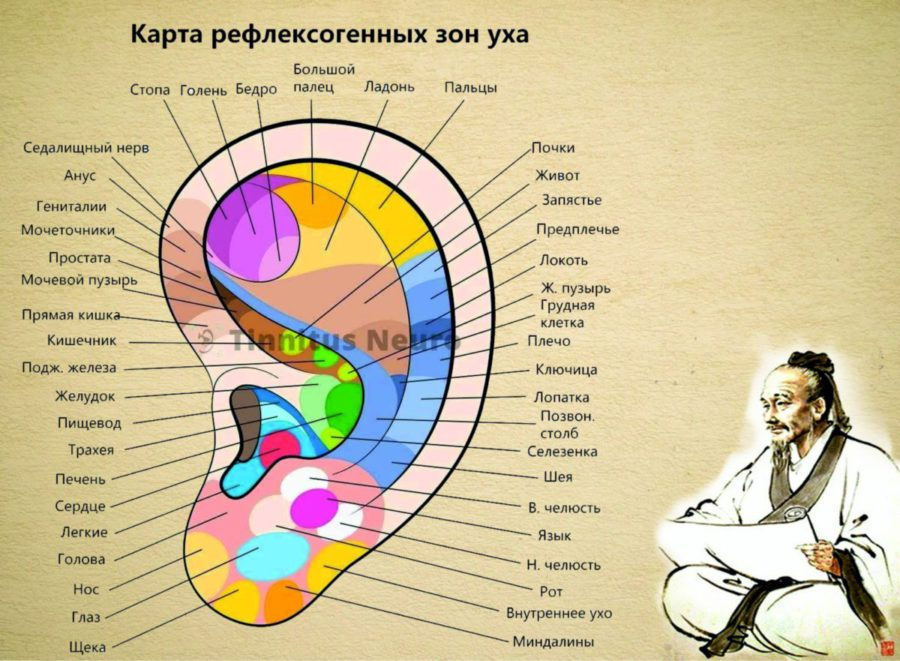 Карта рефлексогенных зон уха
Стопа
Голень
Бедро
Большой
палец
Ладонь
Пальцы
Седалищный нерв
Анус
Гениталии
Мочеточники
Простата
Мочевой пузырь
Прямая кишка
Кишечник
Подж. железа
Желудок
Пищевод
Трахея
Печень
Сердце
Легкие
Голова
Нос
Глаз
Щека
Почки
Живот
Запястье
Предплечье
Локоть
Ж. пузырь
Грудная
клетка
Плечо
Ключица
Лопатка
Позвон.
столб
Селезенка
Шея
В. челюсть
Язык
Н. челюсть
Рот
Внутреннее ухо
Миндалины
Tinnitus Neuro